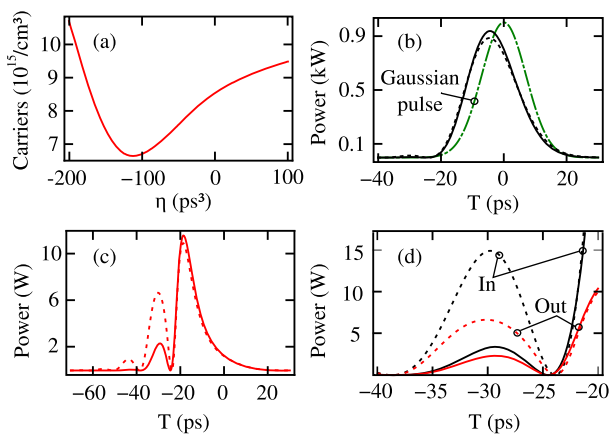 (a)
Carriers (10¹⁵/cm³)
10
9
8
7
-200
-100
0
100
η (ps³)
(b)
Power (kW)
0.9
0.5
0.1
Gaussian
pulse
−40
−20
0
20
T (ps)
(c)
Power (W)
10
5
0
−60
−40
−20
0
20
T (ps)
(d)
Power (W)
15
10
5
In
Out
−40
−35
−30
−25
−20
T (ps)